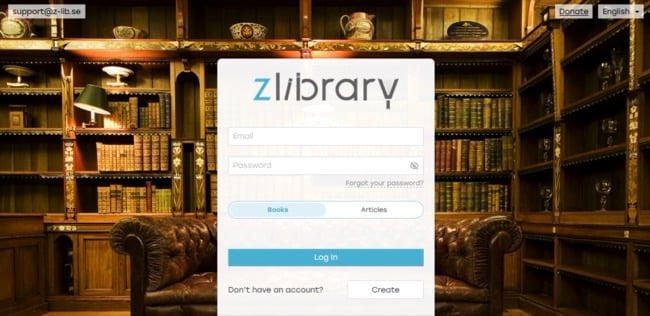 support@z-lib.se
Donate
English
zlibrary
Email
Password
Forgot your password?
Books
Articles
Log In
Don't have an account?
Create